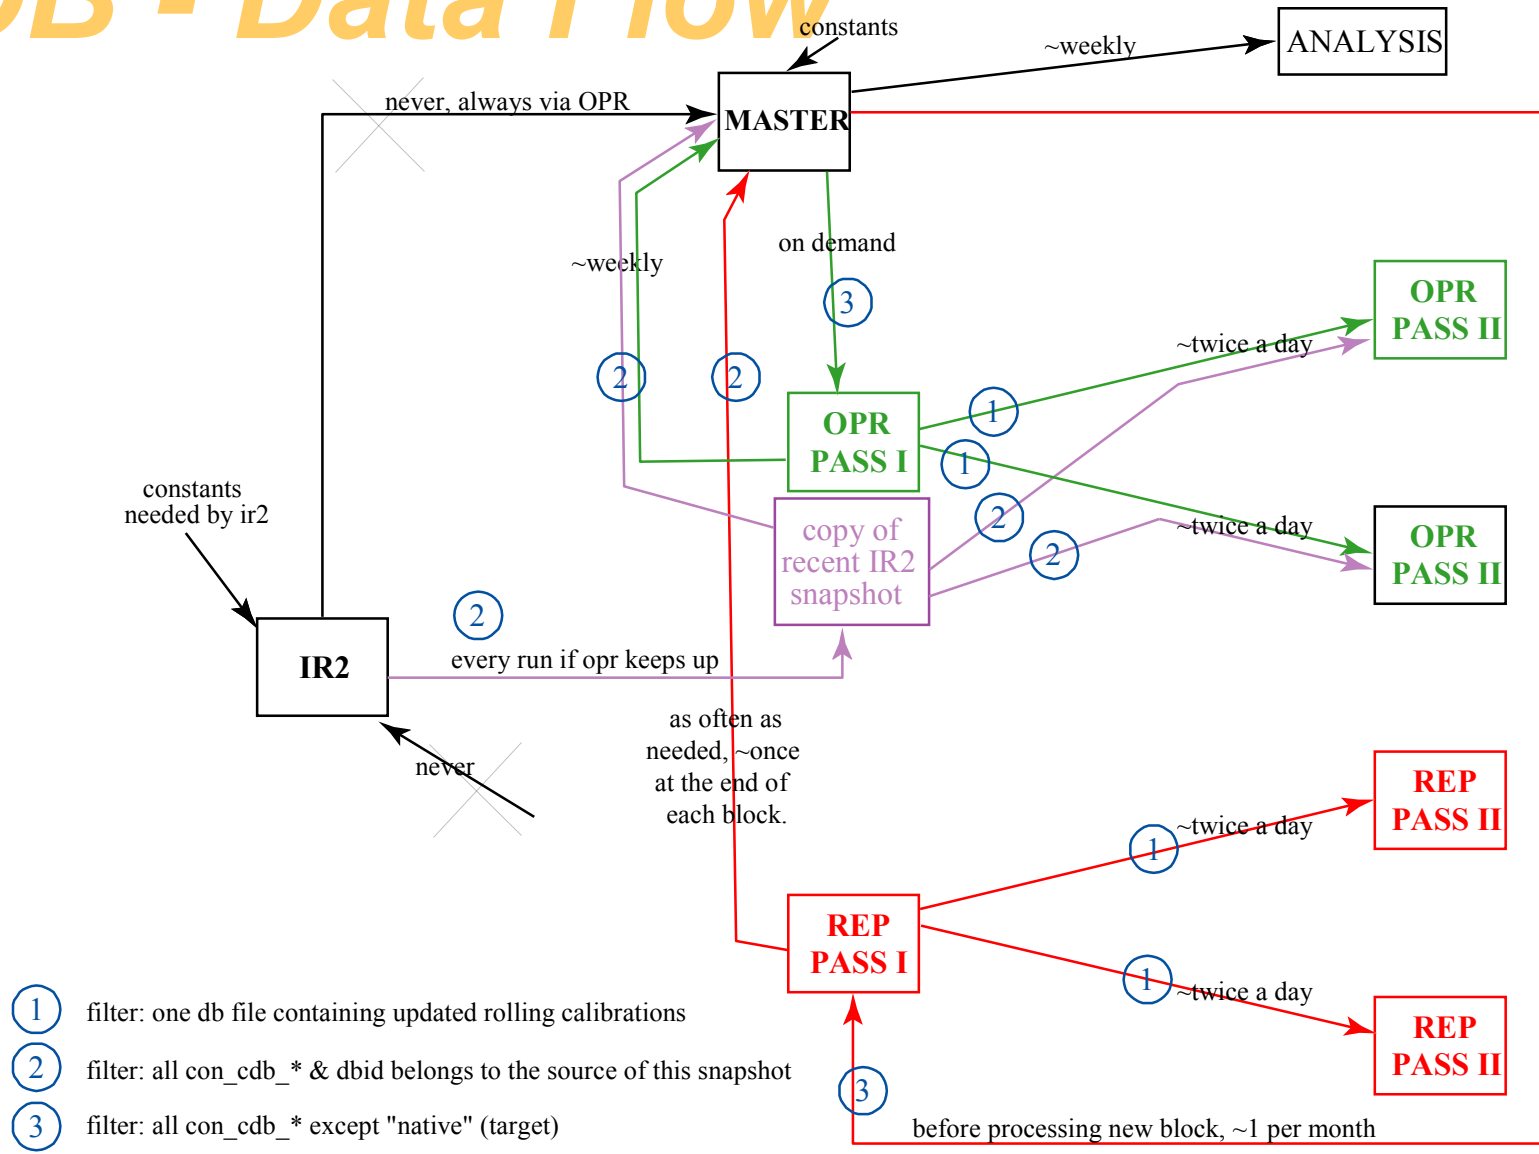 DB - Data Flow
constants
~weekly
ANALYSIS
never, always via OPR
MASTER
on demand
~weekly
3
OPR
PASS II
~twice a day
2
2
1
OPR
PASS I
1
constants
needed by ir2
copy of
recent IR2
snapshot
2
~twice a day
2
OPR
PASS II
2
every run if opr keeps up
IR2
as often as
needed, ~once
at the end of
each block.
never
REP
PASS II
~twice a day
1
REP
PASS I
1
~twice a day
REP
PASS II
1 filter: one db file containing updated rolling calibrations
2 filter: all con_cdb_* & dbid belongs to the source of this snapshot
3 filter: all con_cdb_* except "native" (target)
3
before processing new block, ~1 per month